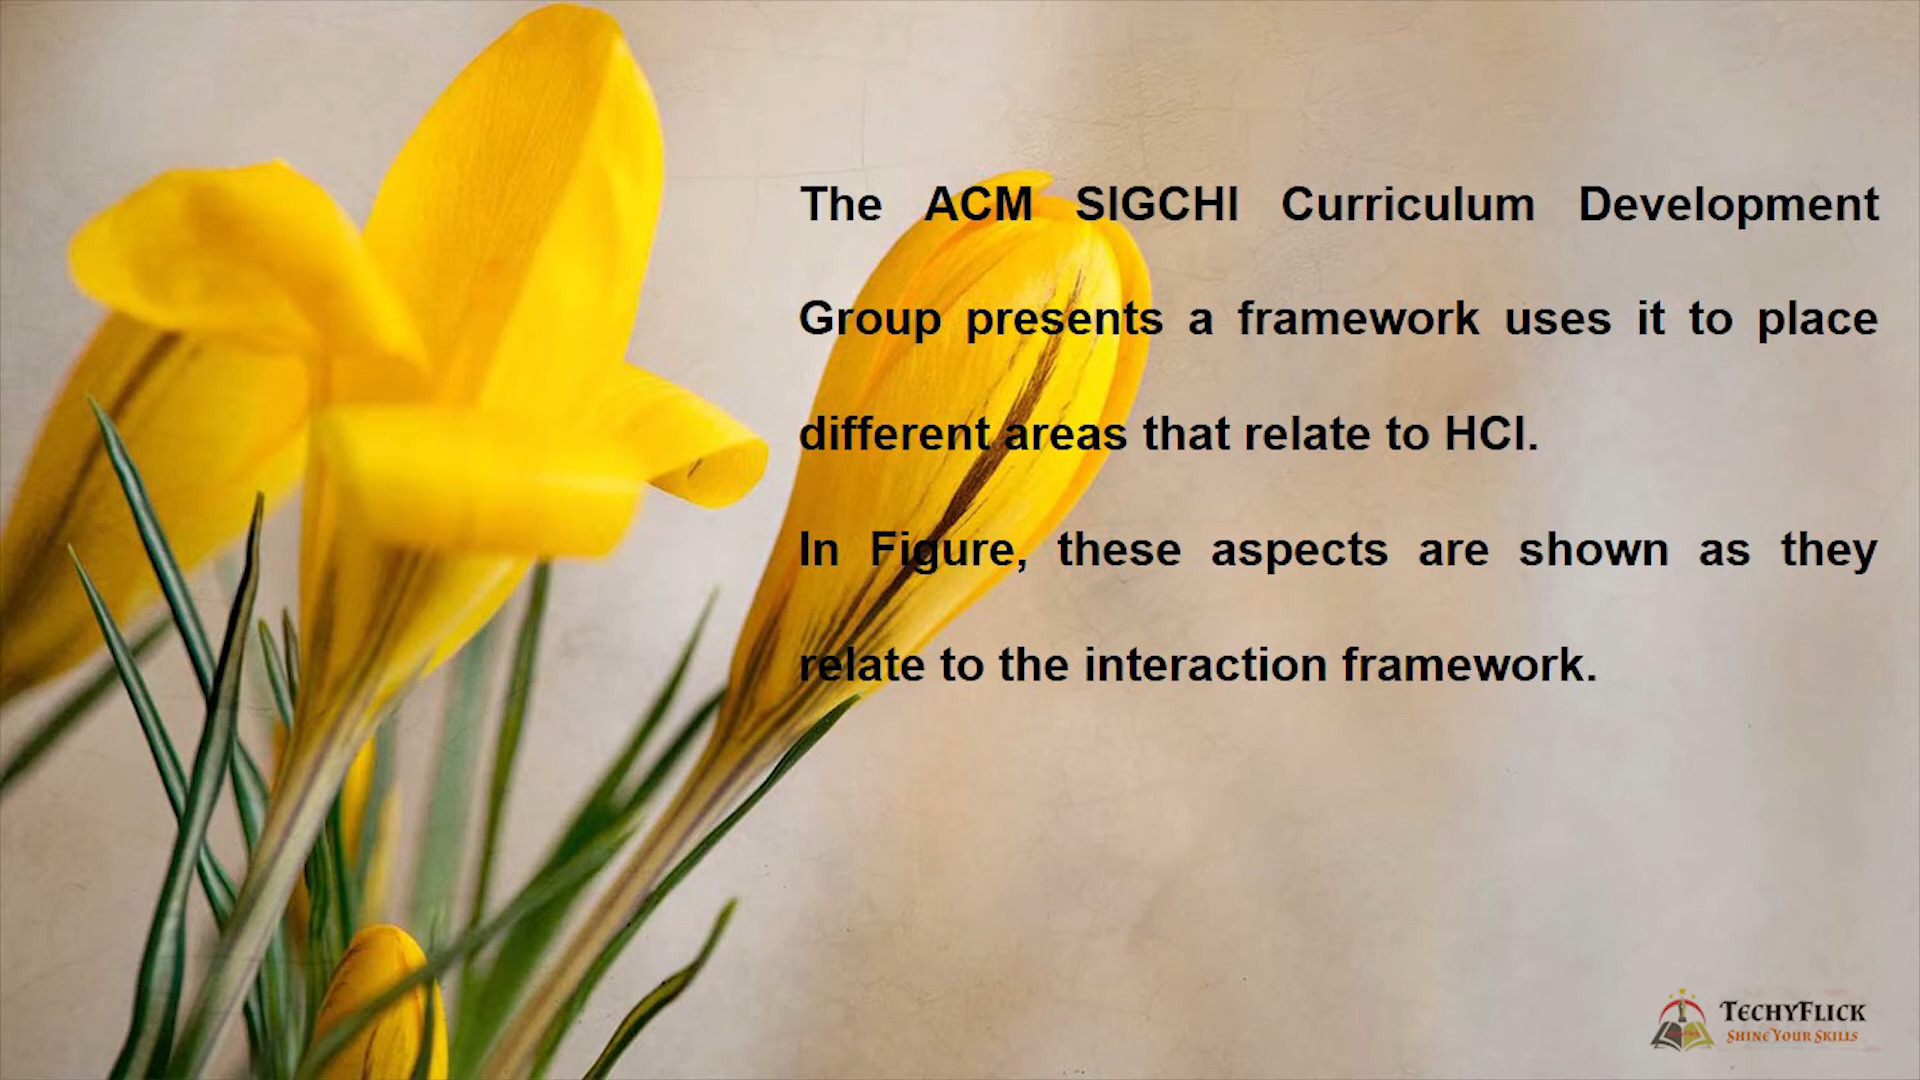 The ACM SIGCHI Curriculum Development
Group presents a framework uses it to place
different areas that relate to HCI.
In Figure, these aspects are shown as they
relate to the interaction framework.
TECHYFLICK
SHINE YOUR SKILLS